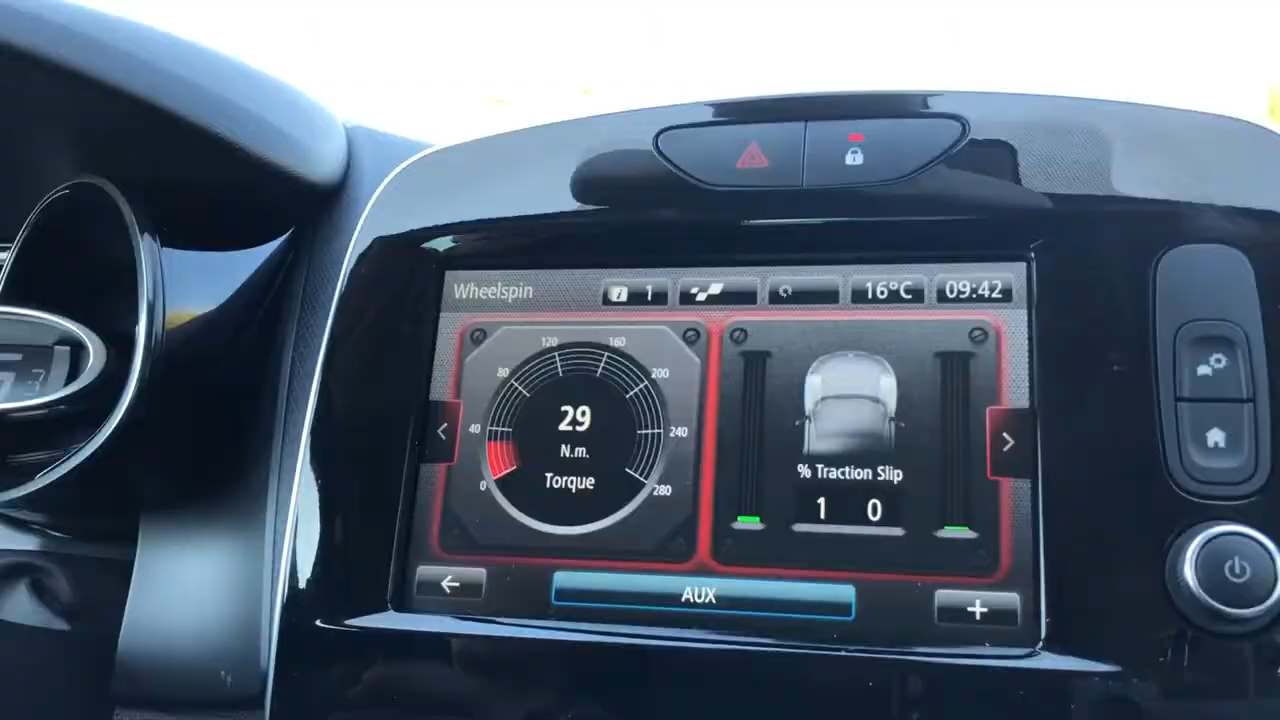 Wheelspin
1
16°C
09:42
0
40
80
120
160
200
240
280
29
N.m.
Torque
% Traction Slip
1 0
AUX